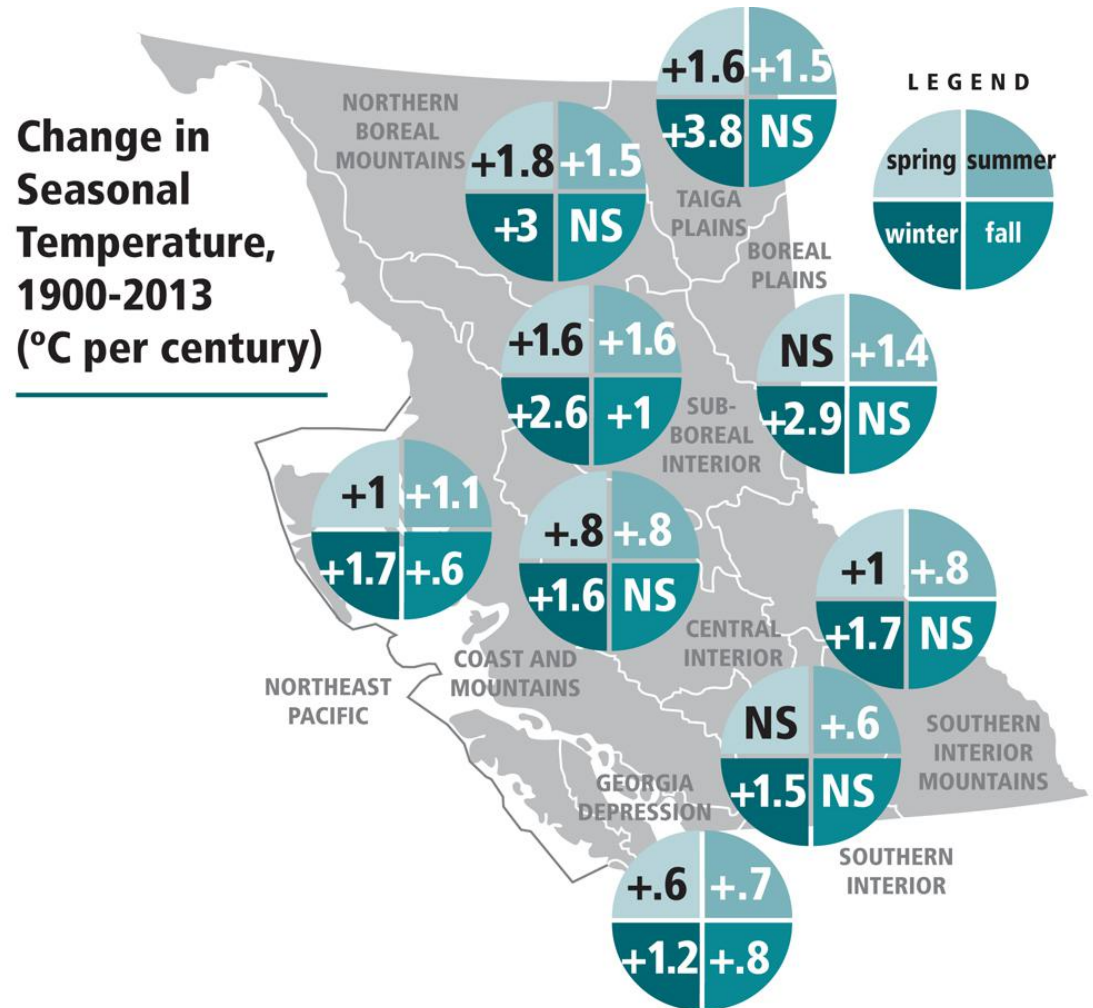 Change in
Seasonal
Temperature,
1900-2013
(ºC per century)
LEGEND
spring summer
winter fall
NORTHERN
BOREAL
MOUNTAINS
+1.8 +1.5
+3 NS
+1.6 +1.5
+3.8 NS
TAIGA
PLAINS
BOREAL
PLAINS
NS +1.4
+2.9 NS
+1.6 +1.6
+2.6 +1
SUB-
BOREAL
INTERIOR
+1 +1.1
+1.7 +.6
NORTHEAST
PACIFIC
+.8 +.8
+1.6 NS
COAST AND
MOUNTAINS
CENTRAL
INTERIOR
+1 +.8
+1.7 NS
SOUTHERN
INTERIOR
MOUNTAINS
NS +.6
+1.5 NS
SOUTHERN
INTERIOR
GEORGIA
DEPRESSION
+.6 +.7
+1.2 +.8